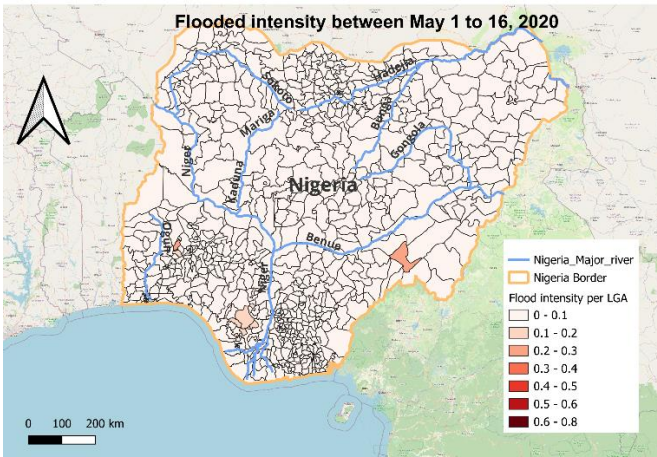 Flooded intensity between May 1 to 16, 2020
Sokoto
Hadejia
Mariga
Bunga
Gongola
Niger
Kaduna
Nigeria
Ogun
Benue
Niger
Nigeria_Major_river
Nigeria Border
Flood intensity per LGA
0 - 0.1
0.1 - 0.2
0.2 - 0.3
0.3 - 0.4
0.4 - 0.5
0.5 - 0.6
0.6 - 0.8
0 100 200 km